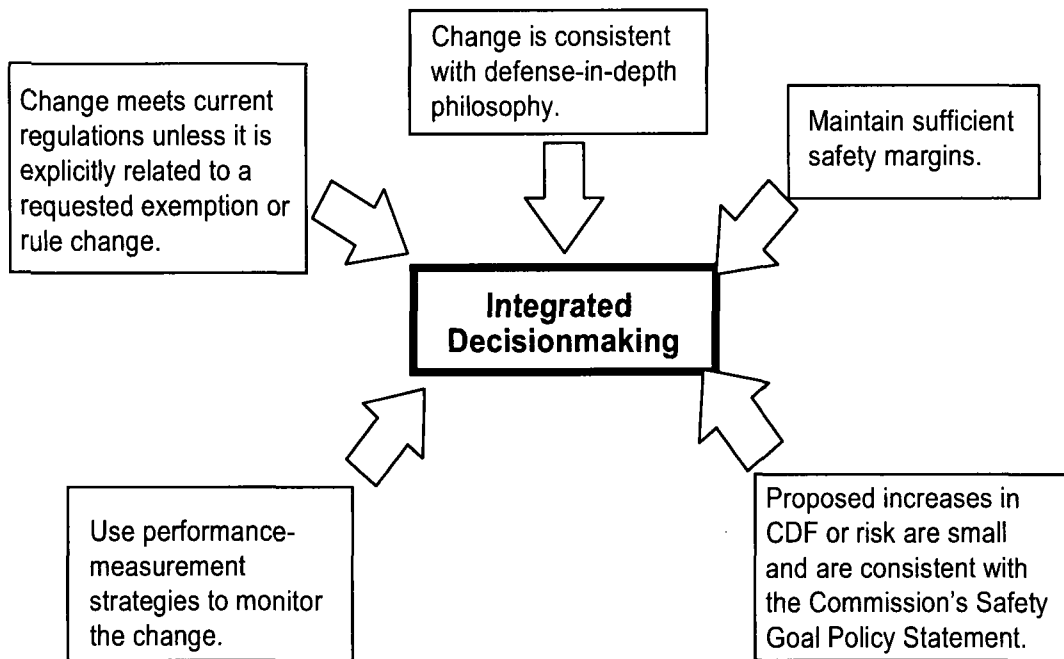 Change is consistent
with defense-in-depth
philosophy.
Change meets current
regulations unless it is
explicitly related to a
requested exemption or
rule change.
Maintain sufficient
safety margins.
Integrated
Decisionmaking
Use performance-
measurement
strategies to monitor
the change.
Proposed increases in
CDF or risk are small
and are consistent with
the Commission's Safety
Goal Policy Statement.